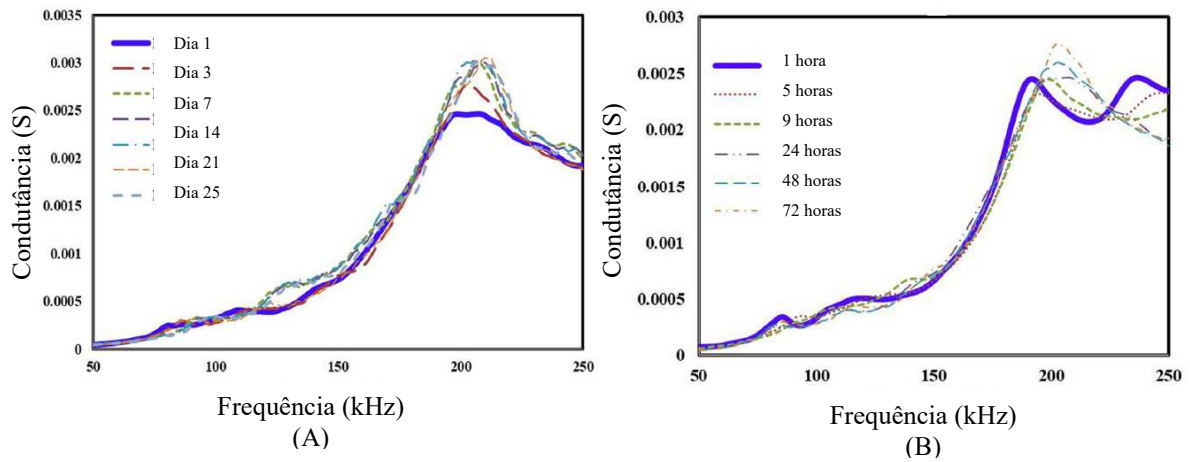 0.0035
0.003
0.0025
0.002
0.0015
0.001
0.0005
0
Condutância (S)
Dia 1
Dia 3
Dia 7
Dia 14
Dia 21
Dia 25
50
100
150
200
250
Frequência (kHz)
(A)
0.003
0.0025
0.002
0.0015
0.001
0.0005
0
Condutância (S)
1 hora
5 horas
9 horas
24 horas
48 horas
72 horas
50
100
150
200
250
Frequência (kHz)
(B)